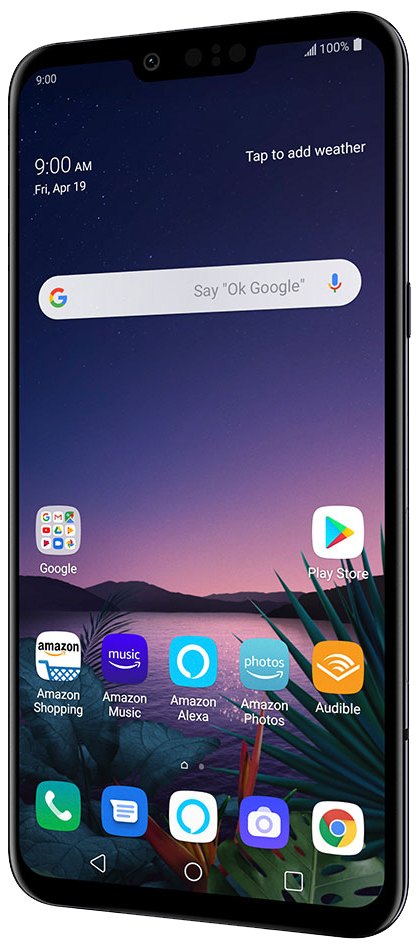 9:00
100%
9:00 AM
Fri, Apr 19
Tap to add weather
G
Say "Ok Google"
Google
Play Store
amazon
music
photos
Amazon Shopping
Amazon Music
Amazon Alexa
Amazon Photos
Audible